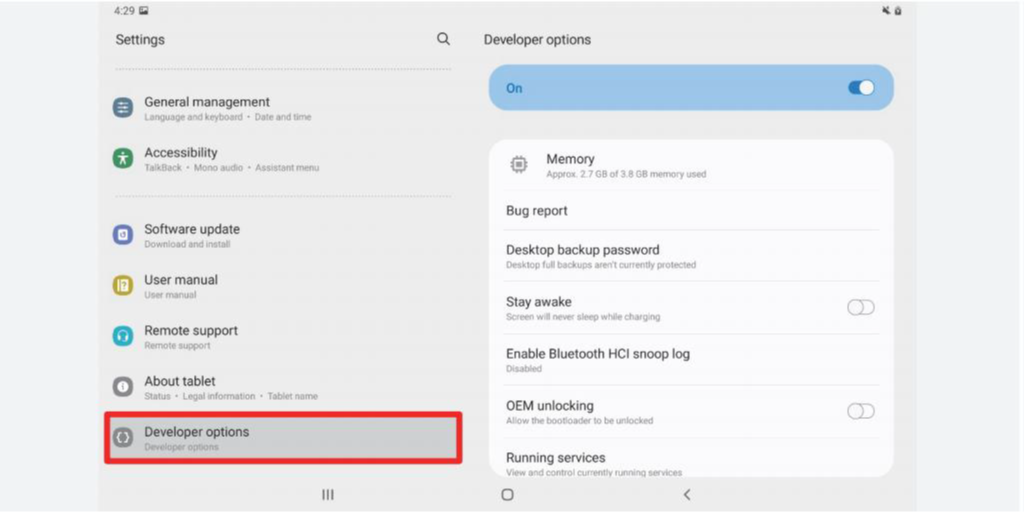 4:29
Settings
General management
Language and keyboard • Date and time
Accessibility
TalkBack • Mono audio • Assistant menu
Software update
Download and install
User manual
User manual
Remote support
Remote support
About tablet
Status • Legal information • Tablet name
Developer options
Developer options
Developer options
On
Memory
Approx. 2.7 GB of 3.8 GB memory used
Bug report
Desktop backup password
Desktop full backups aren't currently protected
Stay awake
Screen will never sleep while charging
Enable Bluetooth HCI snoop log
Disabled
OEM unlocking
Allow the bootloader to be unlocked
Running services
View and control currently running services